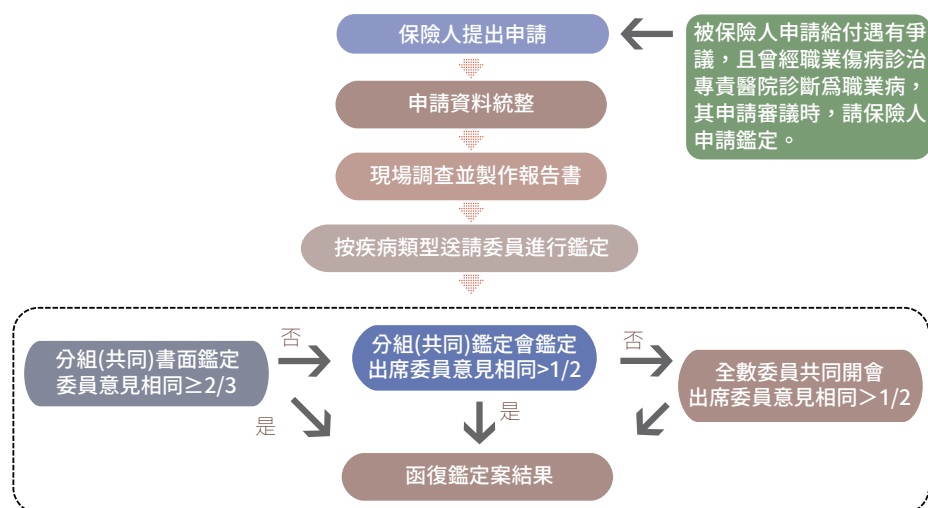 保險人提出申請
被保險人申請給付遇有爭
議，且曾經職業傷病診治
專責醫院診斷為職業病，
其申請審議時，請保險人
申請鑑定。
申請資料統整
現場調查並製作報告書
按疾病類型送請委員進行鑑定
分組(共同)書面鑑定
委員意見相同≥2/3
否
是
分組(共同)鑑定會鑑定
出席委員意見相同>1/2
否
是
全數委員共同開會
出席委員意見相同＞1/2
函復鑑定案結果